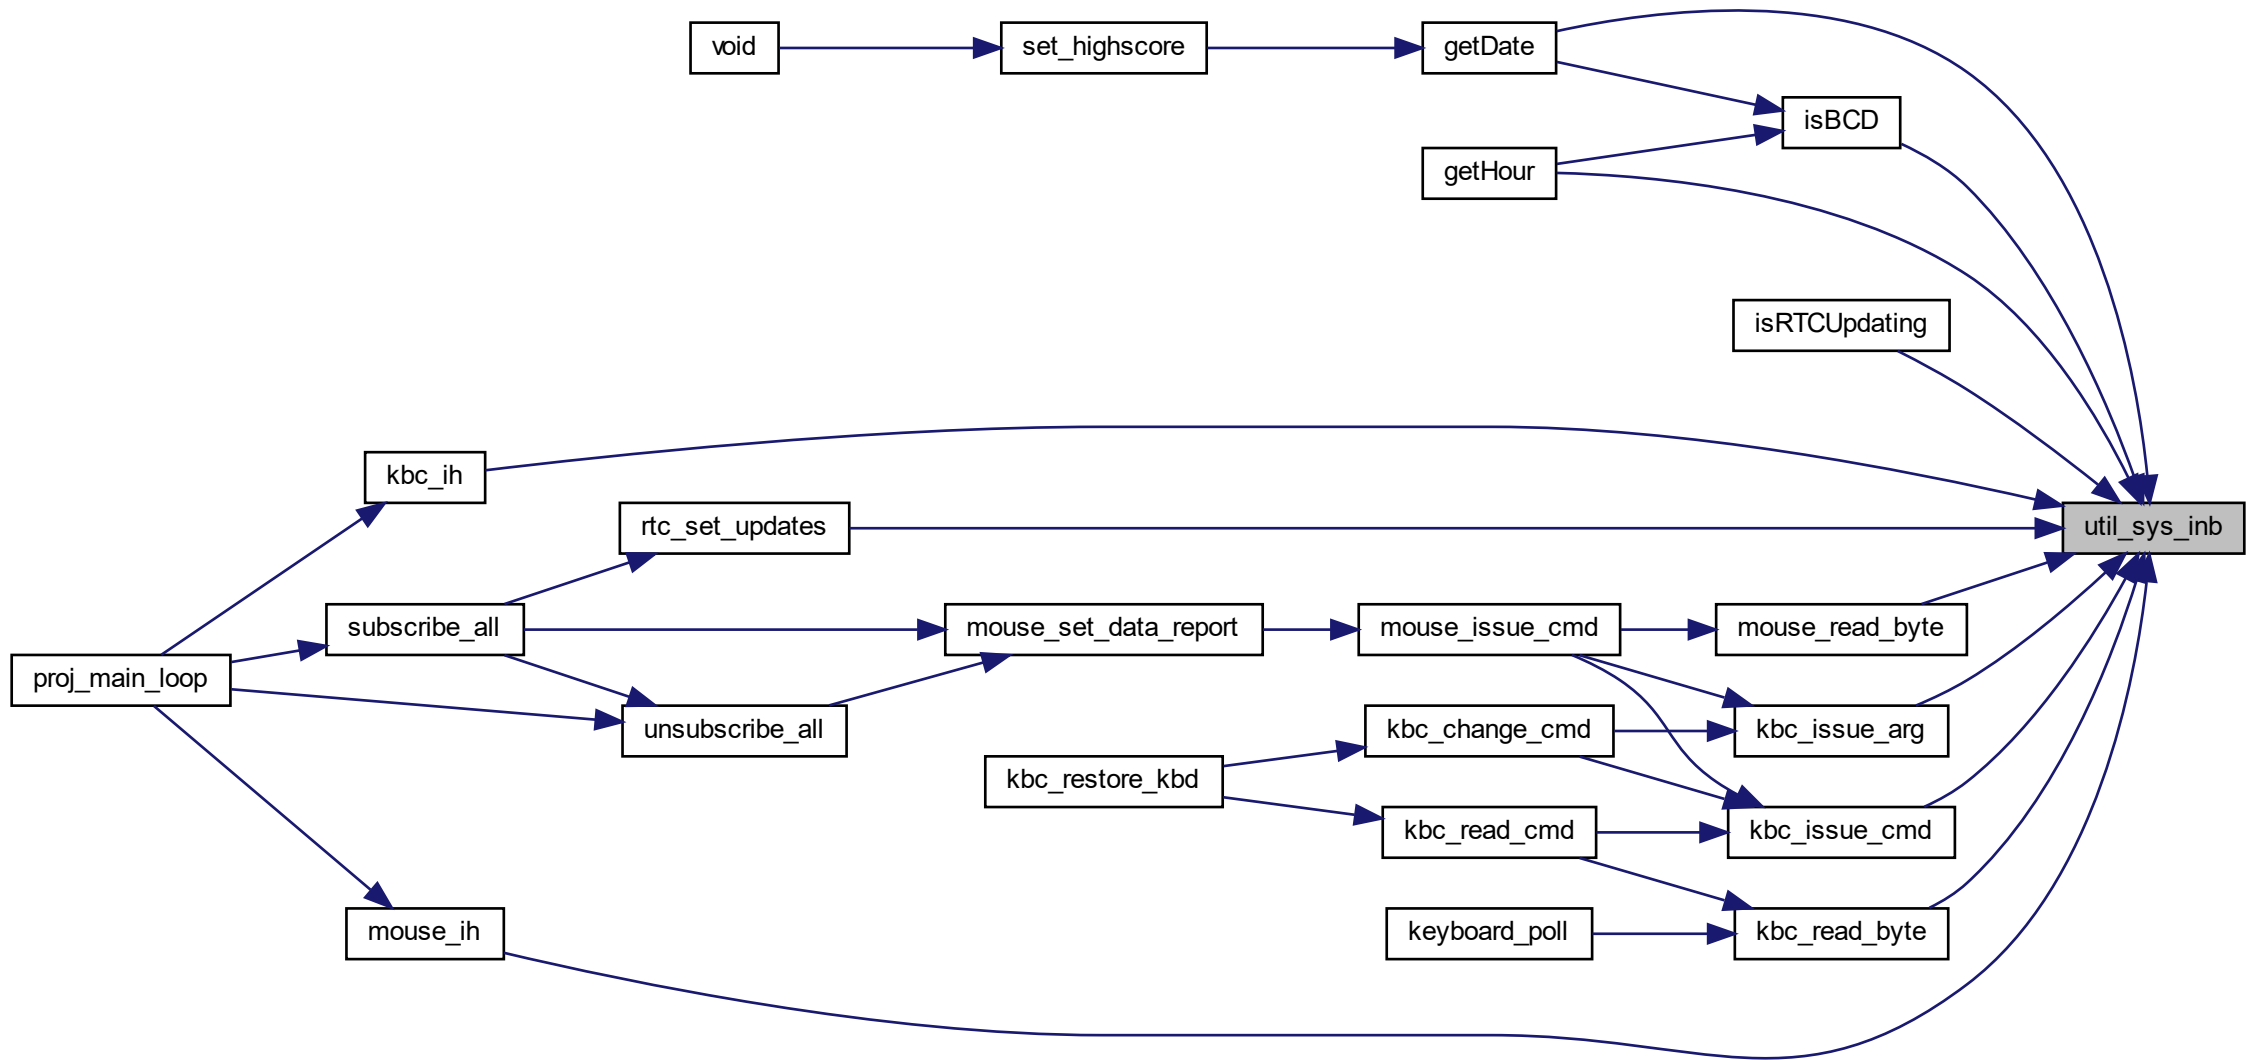 void
set_highscore
getDate
isBCD
getHour
isRTCUpdating
kbc_ih
rtc_set_updates
util_sys_inb
subscribe_all
mouse_set_data_report
mouse_issue_cmd
mouse_read_byte
proj_main_loop
unsubscribe_all
kbc_change_cmd
kbc_issue_arg
kbc_restore_kbd
kbc_read_cmd
kbc_issue_cmd
mouse_ih
keyboard_poll
kbc_read_byte